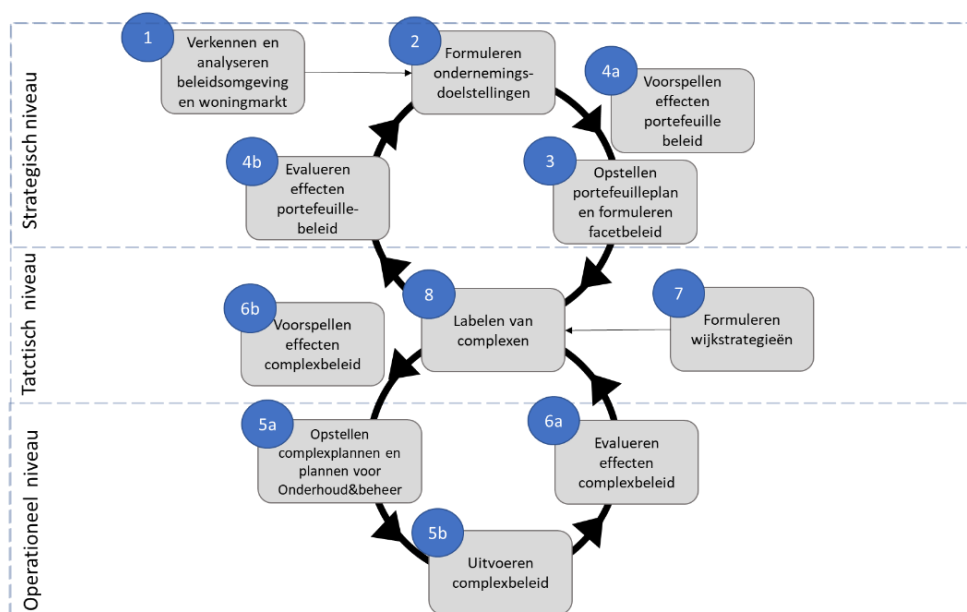 Strategisch niveau
1
Verkennen en
analyseren
beleidsomgeving
en woningmarkt
2
Formuleren
ondernemings-
doelstellingen
4a
Voorspellen
effecten
portefeuille
beleid
4b
Evalueren
effecten
portefeuille-
beleid
3
Opstellen
portefeuilleplan
en formuleren
facetbeleid
Tatctisch niveau
6b
Voorspellen
effecten
complexbeleid
8
Labelen van
complexen
7
Formuleren
wijkstrategieën
Operationeel niveau
5a
Opstellen
complexplannen en
plannen voor
Onderhoud&beheer
6a
Evalueren
effecten
complexbeleid
5b
Uitvoeren
complexbeleid